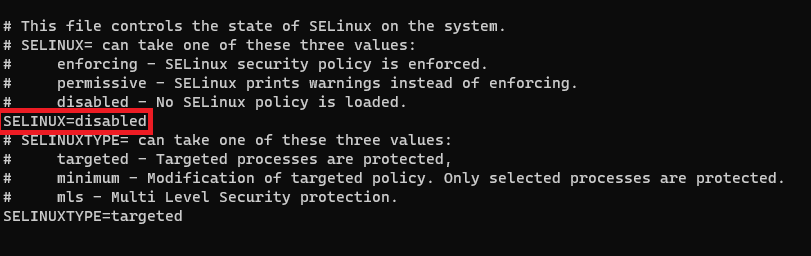 # This file controls the state of SELinux on the system.
# SELINUX= can take one of these three values:
#     enforcing - SELinux security policy is enforced.
#     permissive - SELinux prints warnings instead of enforcing.
#     disabled - No SELinux policy is loaded.
SELINUX=disabled
# SELINUXTYPE= can take one of these three values:
#     targeted - Targeted processes are protected,
#     minimum - Modification of targeted policy. Only selected processes are protected.
#     mls - Multi Level Security protection.
SELINUXTYPE=targeted